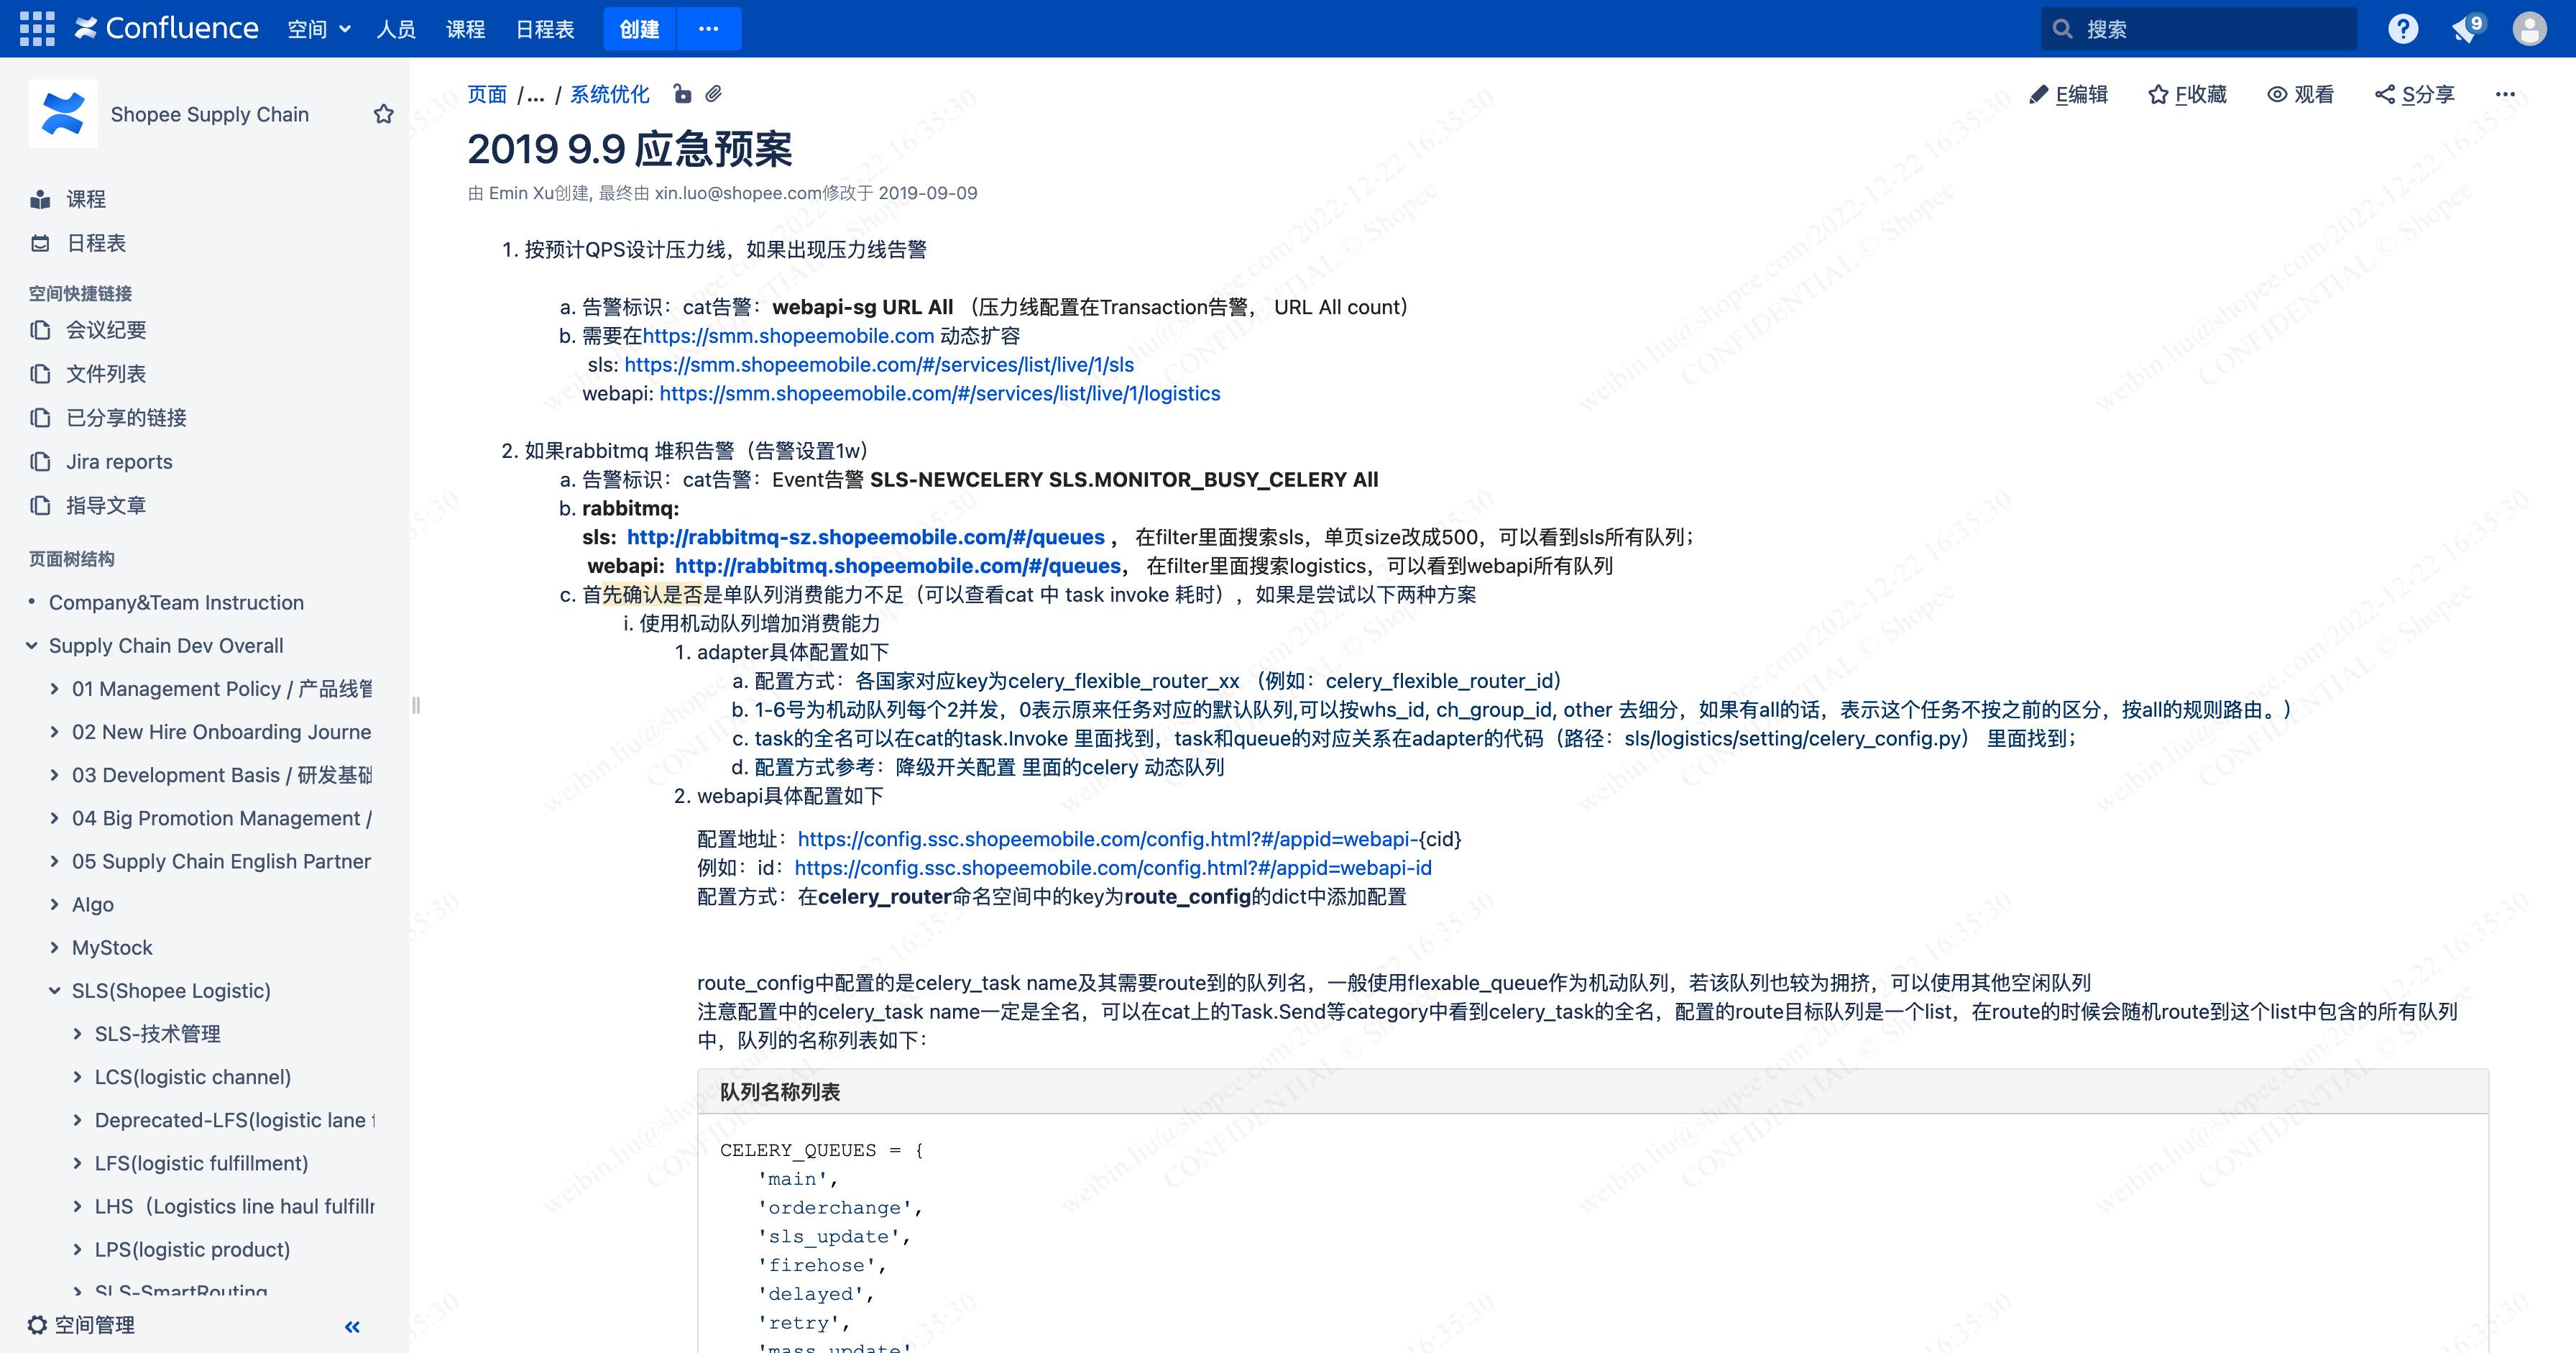 Confluence 空间 人员 课程 日程表 创建 ··· 搜索 9
Shopee Supply Chain
课程
日程表
空间快捷链接
会议纪要
文件列表
已分享的链接
Jira reports
指导文章
页面树结构
• Company&Team Instruction
Supply Chain Dev Overall
01 Management Policy / 产品线管
02 New Hire Onboarding Journe
03 Development Basis / 研发基础
04 Big Promotion Management /
05 Supply Chain English Partner
Algo
MyStock
SLS(Shopee Logistic)
SLS-技术管理
LCS(logistic channel)
Deprecated-LFS(logistic lane f
LFS(logistic fulfillment)
LHS（Logistics line haul fulfillr
LPS(logistic product)
SLS-SmartRouting
空间管理
页面 /... / 系统优化
E编辑 F收藏 观看 S分享 ···
2019 9.9 应急预案
由 Emin Xu创建, 最终由 xin.luo@shopee.com修改于 2019-09-09
1. 按预计QPS设计压力线，如果出现压力线告警
a. 告警标识：cat告警：webapi-sg URL All （压力线配置在Transaction告警， URL All count）
b. 需要在https://smm.shopeemobile.com 动态扩容
sls: https://smm.shopeemobile.com/#/services/list/live/1/sls
webapi: https://smm.shopeemobile.com/#/services/list/live/1/logistics
2. 如果rabbitmq 堆积告警（告警设置1w）
a. 告警标识：cat告警：Event告警 SLS-NEWCELERY SLS.MONITOR_BUSY_CELERY All
b. rabbitmq:
sls: http://rabbitmq-sz.shopeemobile.com/#/queues ， 在filter里面搜索sls，单页size改成500，可以看到sls所有队列；
webapi: http://rabbitmq.shopeemobile.com/#/queues， 在filter里面搜索logistics，可以看到webapi所有队列
c. 首先确认是否是单队列消费能力不足（可以查看cat 中 task invoke 耗时），如果是尝试以下两种方案
i. 使用机动队列增加消费能力
1. adapter具体配置如下
a. 配置方式：各国家对应key为celery_flexible_router_xx （例如：celery_flexible_router_id）
b. 1-6号为机动队列每个2并发，0表示原来任务对应的默认队列,可以按whs_id, ch_group_id, other 去细分，如果有all的话，表示这个任务不按之前的区分，按all的规则路由。）
c. task的全名可以在cat的task.Invoke 里面找到，task和queue的对应关系在adapter的代码（路径：sls/logistics/setting/celery_config.py） 里面找到；
d. 配置方式参考：降级开关配置 里面的celery 动态队列
2. webapi具体配置如下
配置地址：https://config.ssc.shopeemobile.com/config.html?#/appid=webapi-{cid}
例如：id：https://config.ssc.shopeemobile.com/config.html?#/appid=webapi-id
配置方式：在celery_router命名空间中的key为route_config的dict中添加配置
route_config中配置的是celery_task name及其需要route到的队列名，一般使用flexable_queue作为机动队列，若该队列也较为拥挤，可以使用其他空闲队列
注意配置中的celery_task name一定是全名，可以在cat上的Task.Send等category中看到celery_task的全名，配置的route目标队列是一个list，在route的时候会随机route到这个list中包含的所有队列
中，队列的名称列表如下：
队列名称列表
CELERY_QUEUES = {
'main',
'orderchange',
'sls_update',
'firehose',
'delayed',
'retry',
'mass_update'
weibin.liu@shopee.com/2022-12-22 16:35:30
CONFIDENTIAL © Shopee